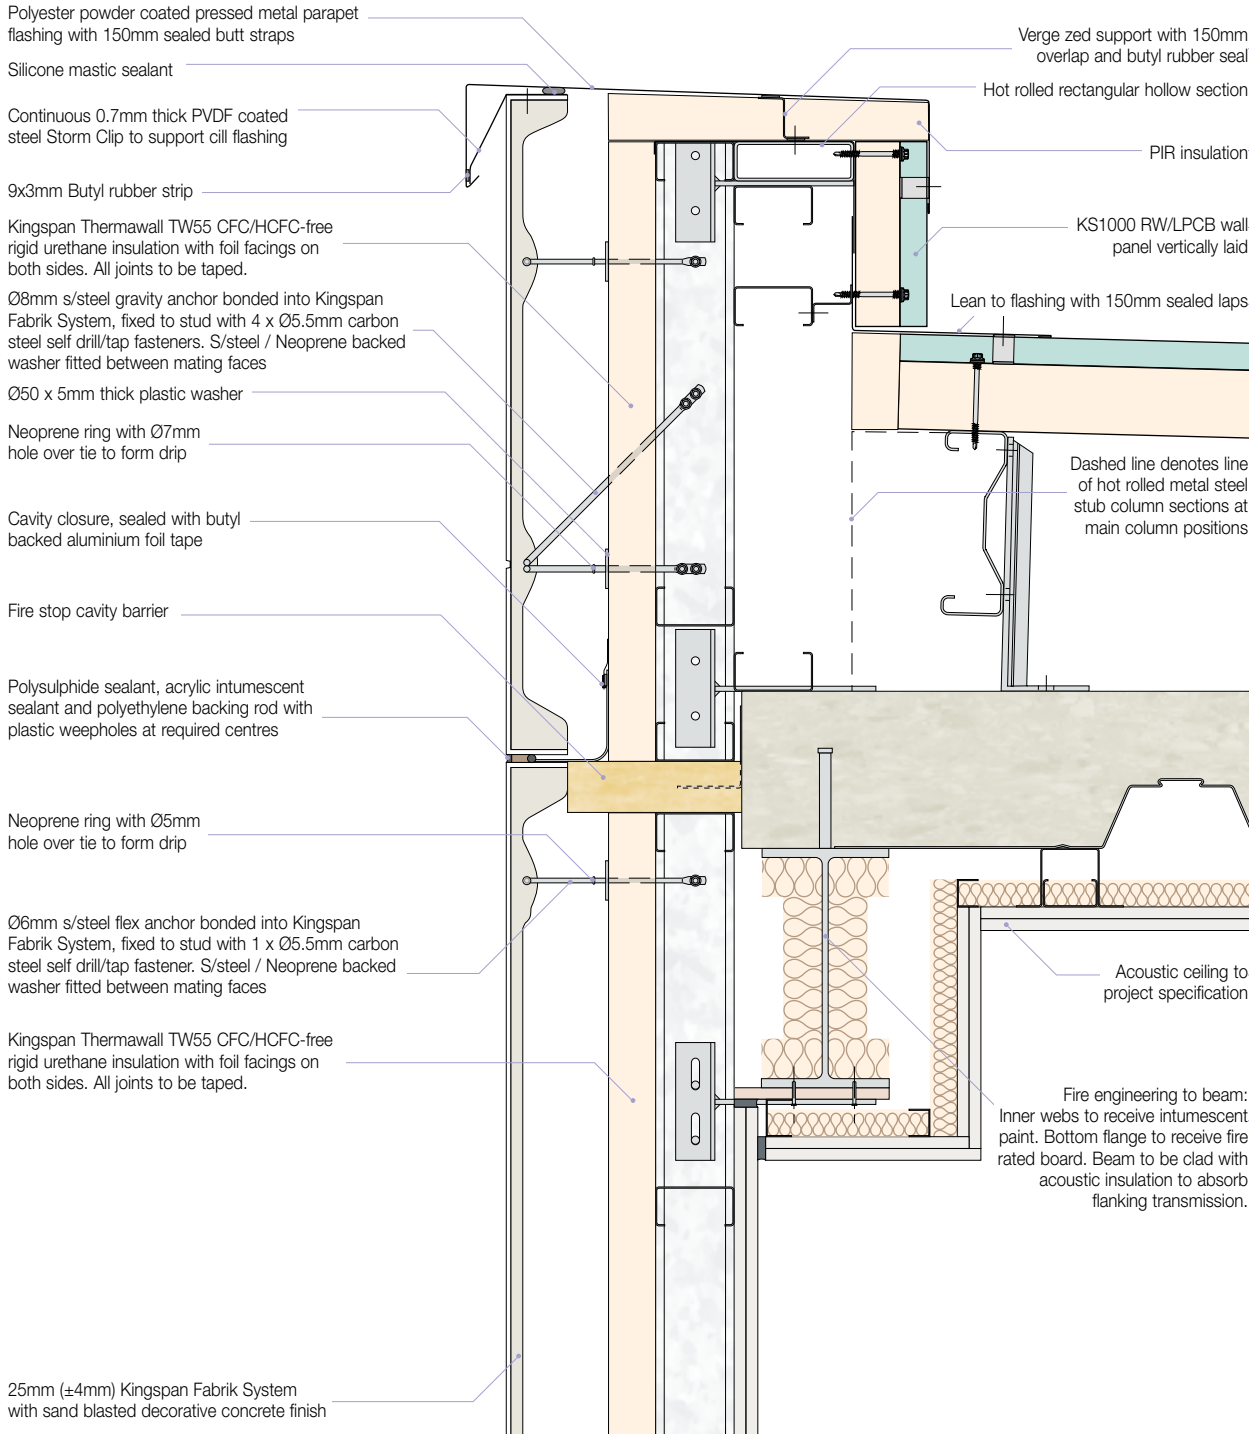 Polyester powder coated pressed metal parapet
flashing with 150mm sealed butt straps
Silicone mastic sealant
Continuous 0.7mm thick PVDF coated
steel Storm Clip to support cill flashing
9x3mm Butyl rubber strip
Kingspan Thermawall TW55 CFC/HCFC-free
rigid urethane insulation with foil facings on
both sides. All joints to be taped.
Ø8mm s/steel gravity anchor bonded into Kingspan
Fabrik System, fixed to stud with 4 x Ø5.5mm carbon
steel self drill/tap fasteners. S/steel / Neoprene backed
washer fitted between mating faces
Ø50 x 5mm thick plastic washer
Neoprene ring with Ø7mm
hole over tie to form drip
Cavity closure, sealed with butyl
backed aluminium foil tape
Fire stop cavity barrier
Polysulphide sealant, acrylic intumescent
sealant and polyethylene backing rod with
plastic weepholes at required centres
Neoprene ring with Ø5mm
hole over tie to form drip
Ø6mm s/steel flex anchor bonded into Kingspan
Fabrik System, fixed to stud with 1 x Ø5.5mm carbon
steel self drill/tap fastener. S/steel / Neoprene backed
washer fitted between mating faces
Kingspan Thermawall TW55 CFC/HCFC-free
rigid urethane insulation with foil facings on
both sides. All joints to be taped.
25mm (±4mm) Kingspan Fabrik System
with sand blasted decorative concrete finish
Verge zed support with 150mm
overlap and butyl rubber seal
Hot rolled rectangular hollow section
PIR insulation
KS1000 RW/LPCB wall
panel vertically laid
Lean to flashing with 150mm sealed laps
Dashed line denotes line
of hot rolled metal steel
stub column sections at
main column positions
Acoustic ceiling to
project specification
Fire engineering to beam:
Inner webs to receive intumescent
paint. Bottom flange to receive fire
rated board. Beam to be clad with
acoustic insulation to absorb
flanking transmission.